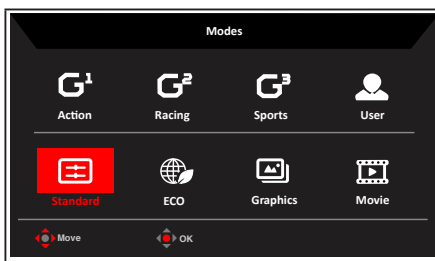 Modes
G1 G2 G3
Action Racing Sports User
Standard ECO Graphics Movie
Move OK